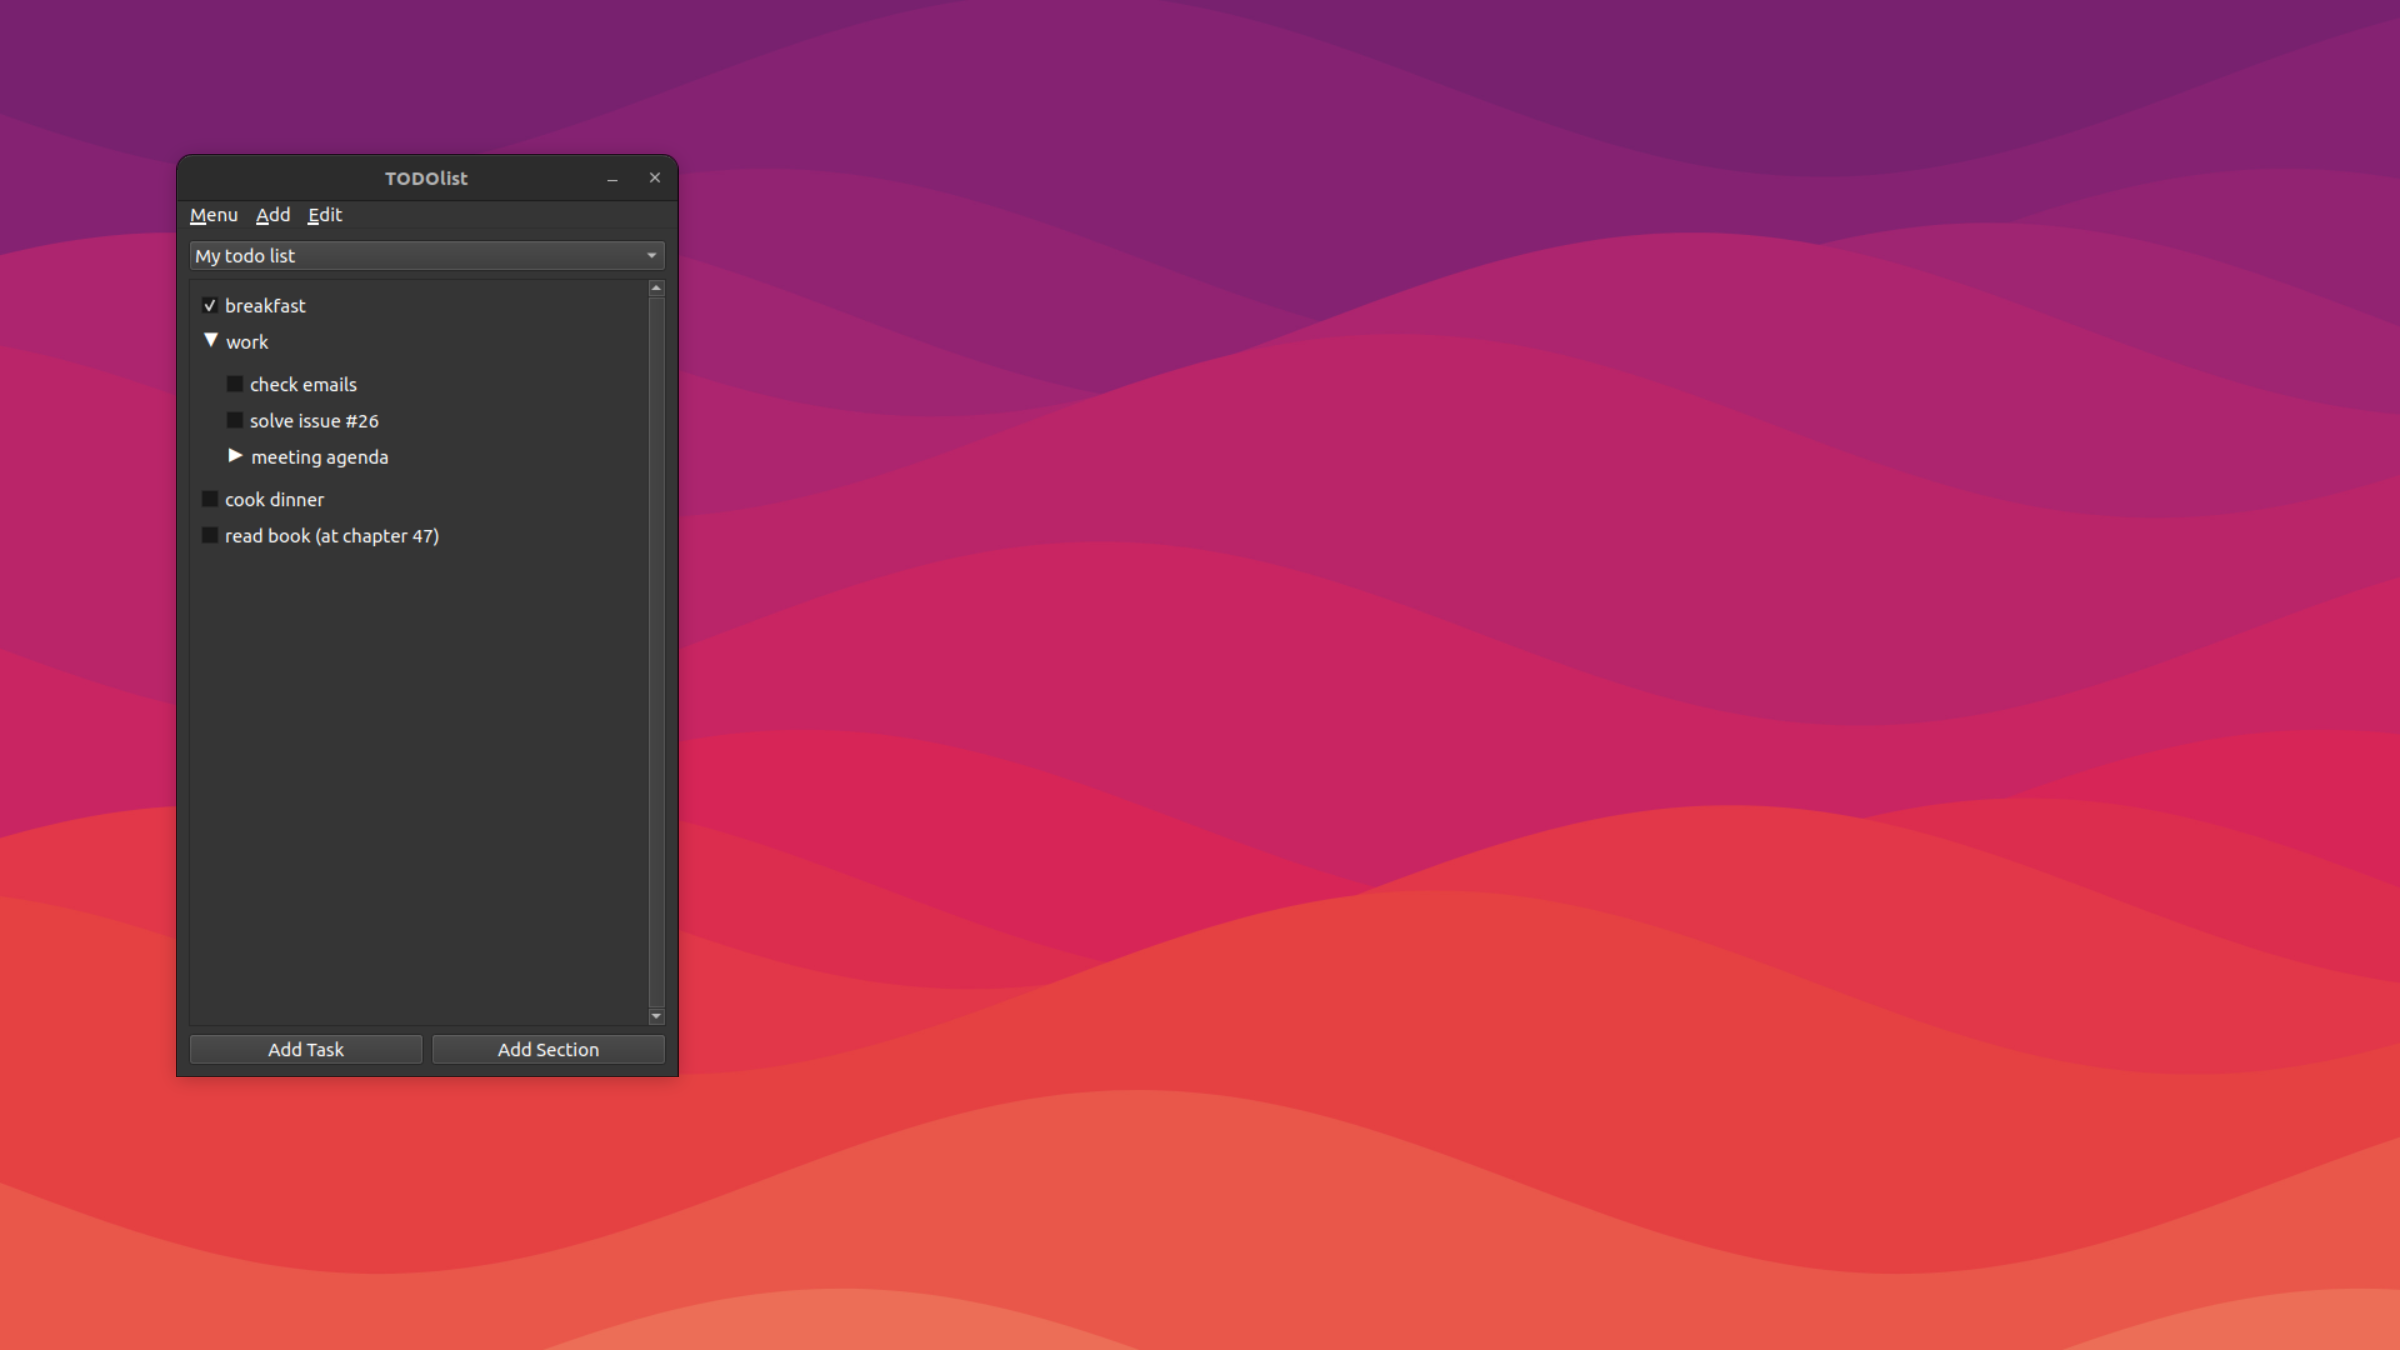 TODOlist
Menu Add Edit
My todo list
breakfast
work
check emails
solve issue #26
meeting agenda
cook dinner
read book (at chapter 47)
Add Task Add Section